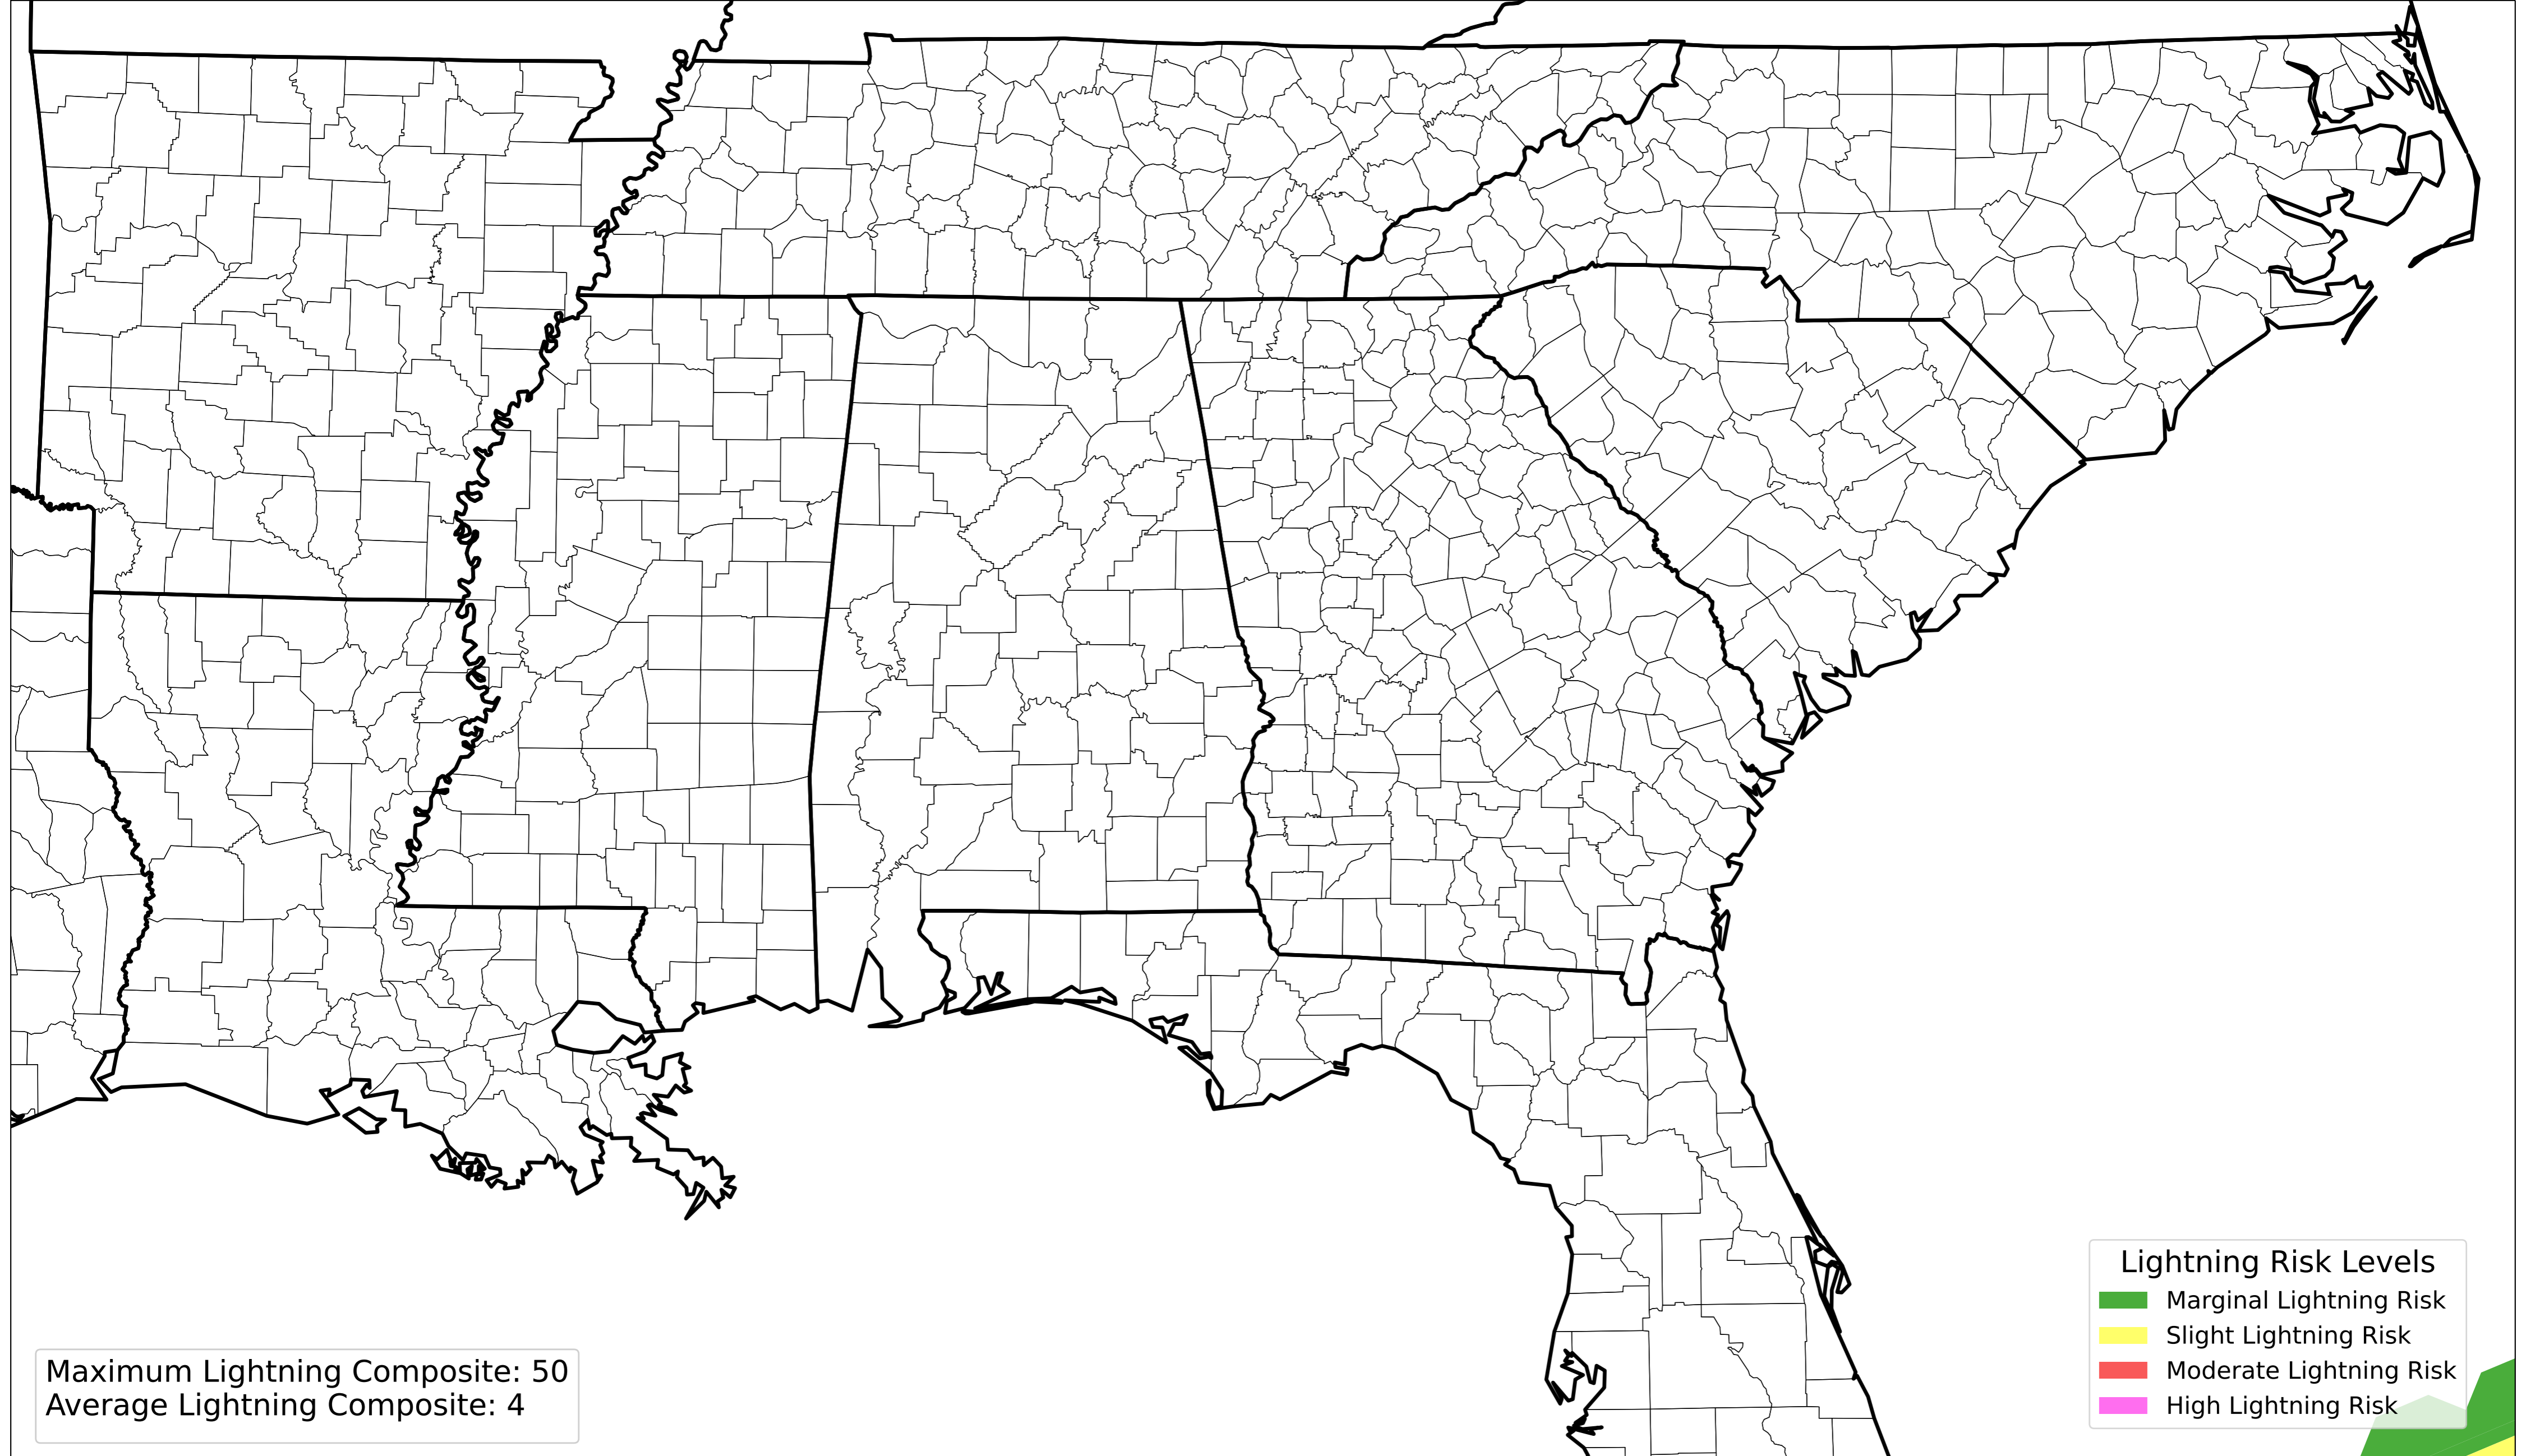 Maximum Lightning Composite: 50
Average Lightning Composite: 4
Lightning Risk Levels
Marginal Lightning Risk
Slight Lightning Risk
Moderate Lightning Risk
High Lightning Risk